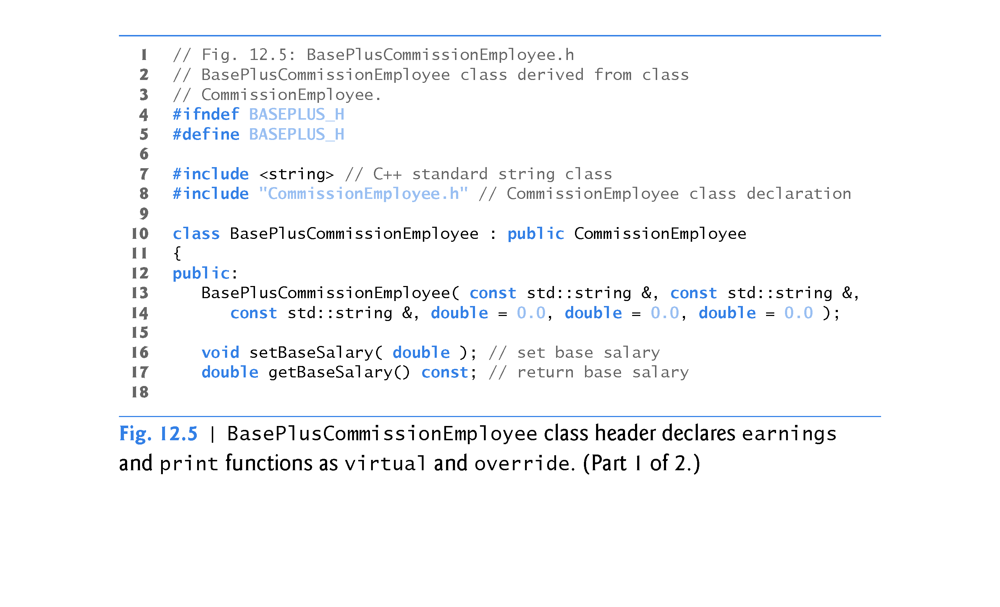 1 // Fig. 12.5: BasePlusCommissionEmployee.h
2 // BasePlusCommissionEmployee class derived from class
3 // CommissionEmployee.
4 #ifndef BASEPLUS_H
5 #define BASEPLUS_H
6
7 #include <string> // C++ standard string class
8 #include "CommissionEmployee.h" // CommissionEmployee class declaration
9
10 class BasePlusCommissionEmployee : public CommissionEmployee
11 {
12 public:
13    BasePlusCommissionEmployee( const std::string &, const std::string &,
14       const std::string &, double = 0.0, double = 0.0, double = 0.0 );
15
16    void setBaseSalary( double ); // set base salary
17    double getBaseSalary() const; // return base salary
18
Fig. 12.5 | BasePlusCommissionEmployee class header declares earnings
and print functions as virtual and override. (Part 1 of 2.)